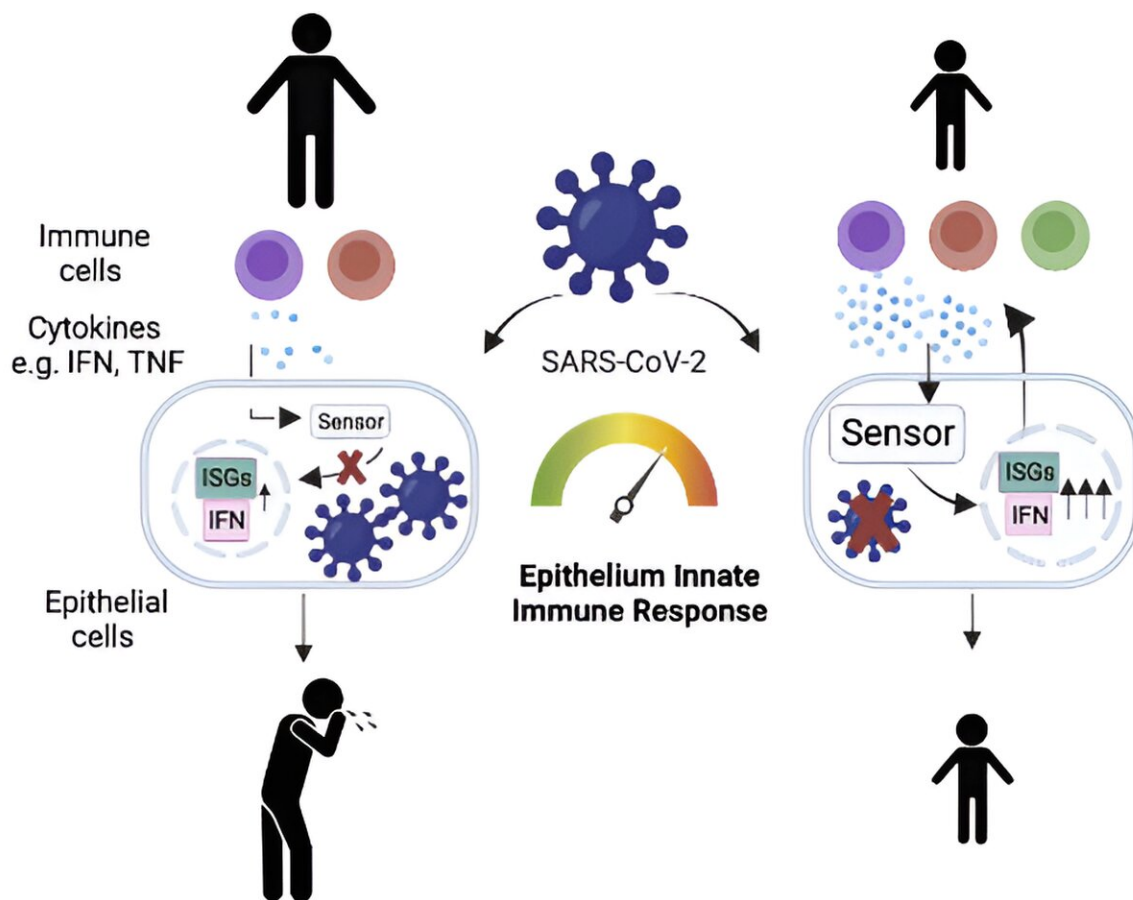 Immune
cells
Cytokines
e.g. IFN, TNF
SARS-CoV-2
Sensor
ISGs
IFN
Sensor
ISGs
IFN
Epithelium Innate
Immune Response
Epithelial
cells